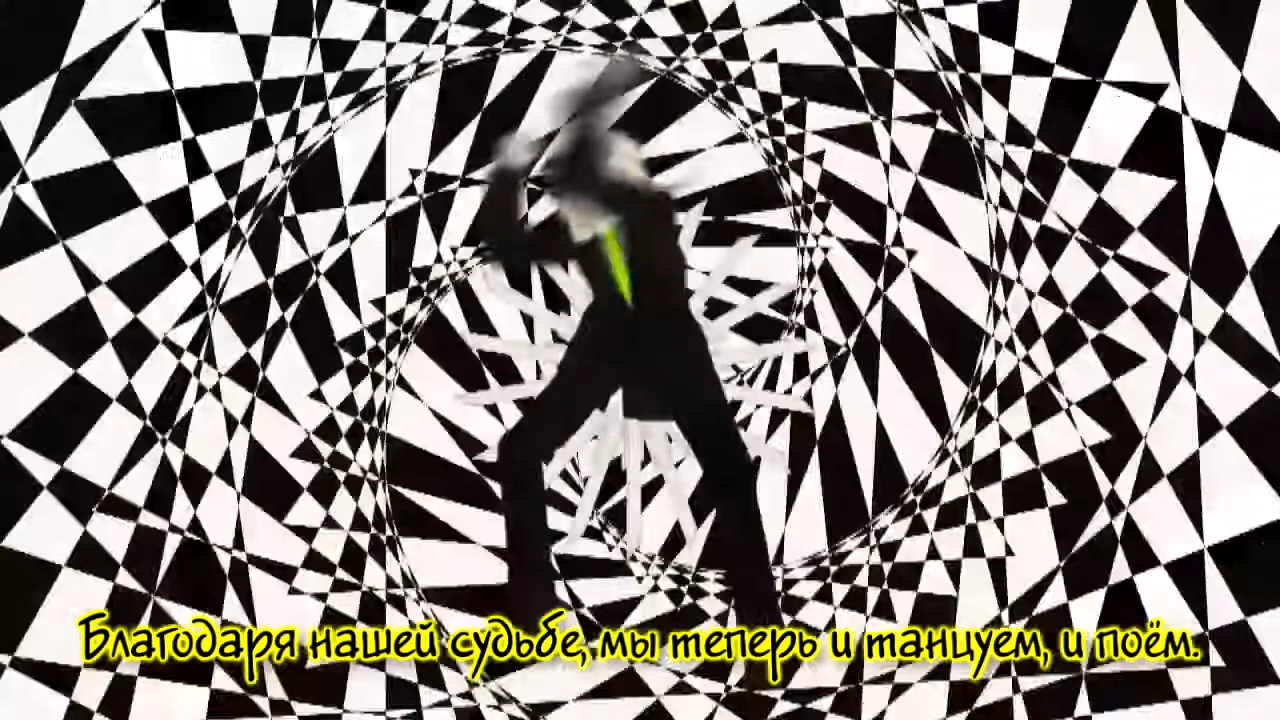 Благодаря нашей судьбе, мы теперь и танцуем, и поём.